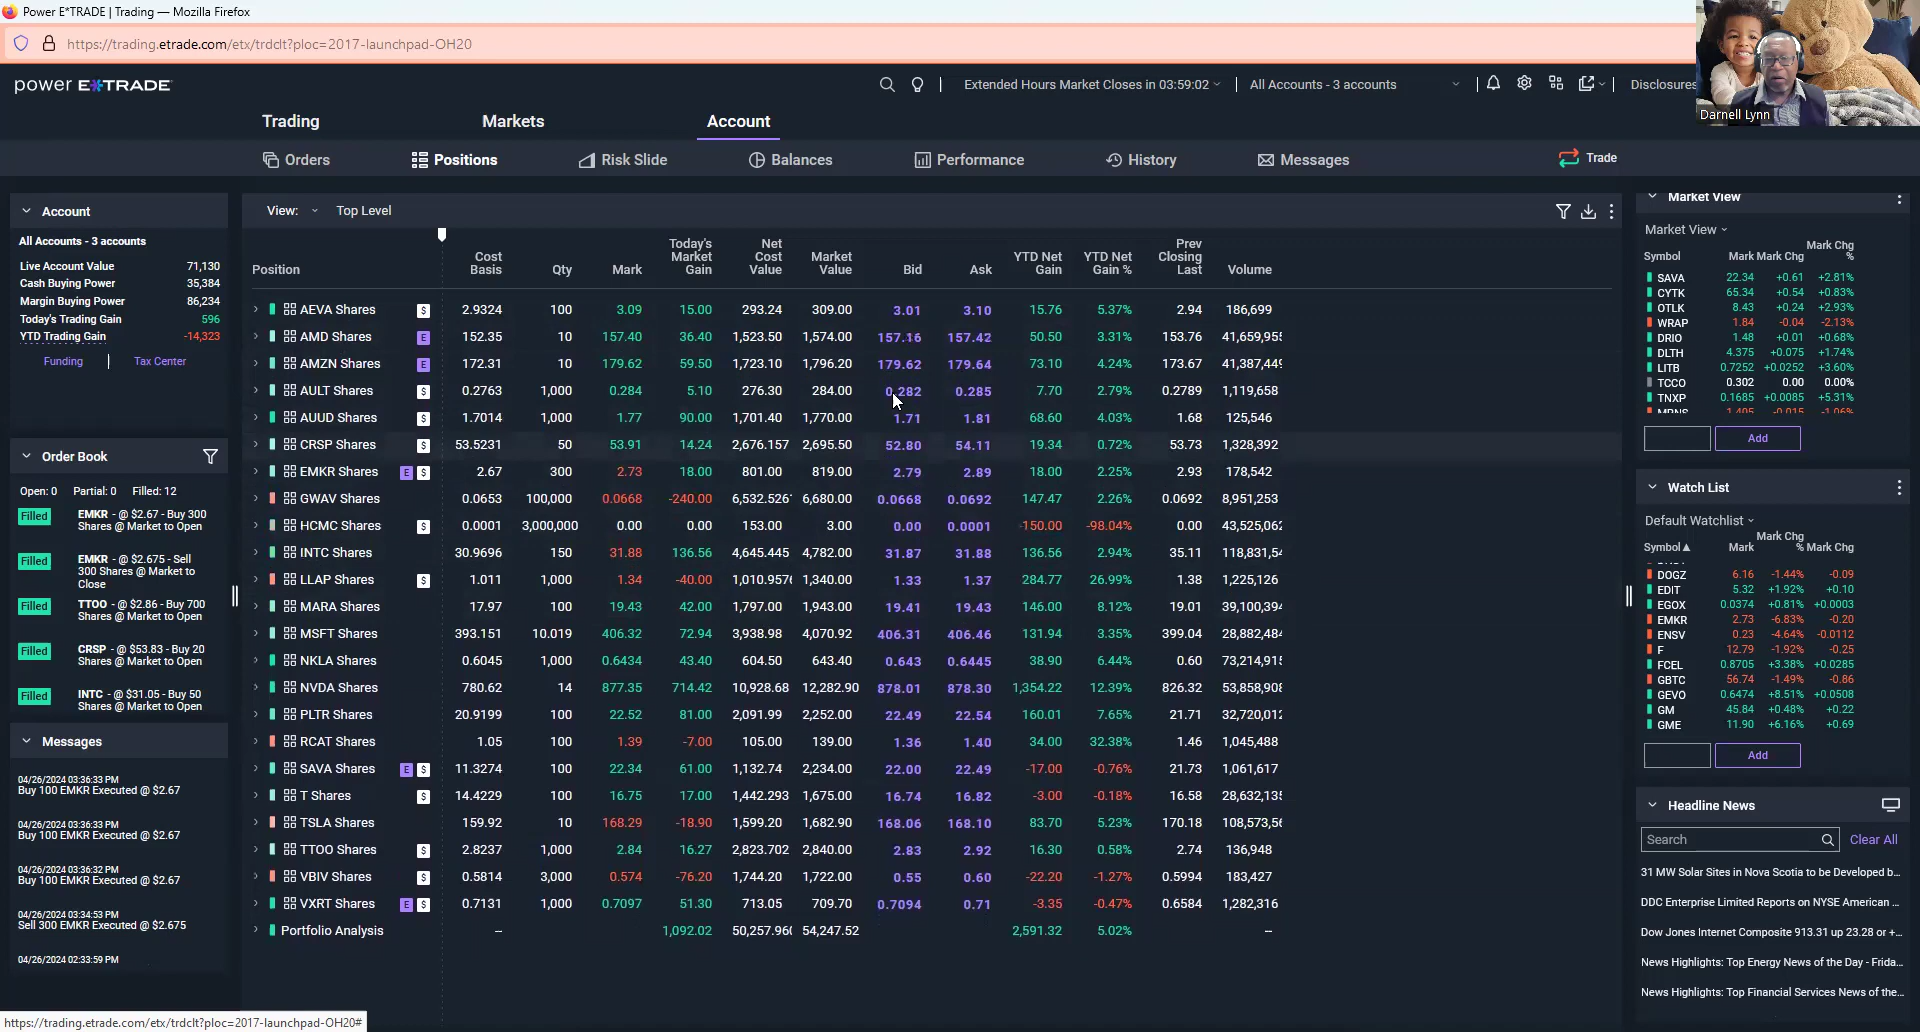 Power E*TRADE | Trading — Mozilla Firefox
https://trading.etrade.com/etx/trdclt?ploc=2017-launchpad-OH20
power E*TRADE
Extended Hours Market Closes in 03:59:02
All Accounts - 3 accounts
Disclosures
Darnell Lynn
Trading Markets Account
Orders Positions Risk Slide Balances Performance History Messages Trade
Account
All Accounts - 3 accounts
Live Account Value 71,130
Cash Buying Power 35,384
Margin Buying Power 86,234
Today's Trading Gain 596
YTD Trading Gain -14,323
Funding | Tax Center
Order Book
Open: 0 Partial: 0 Filled: 12
Filled EMKR - @ $2.67 - Buy 300
Shares @ Market to Open
Filled EMKR - @ $2.675 - Sell
300 Shares @ Market to
Close
Filled TTOO - @ $2.86 - Buy 700
Shares @ Market to Open
Filled CRSP - @ $53.83 - Buy 20
Shares @ Market to Open
Filled INTC - @ $31.05 - Buy 50
Shares @ Market to Open
Messages
04/26/2024 03:36:33 PM
Buy 100 EMKR Executed @ $2.67
04/26/2024 03:36:33 PM
Buy 100 EMKR Executed @ $2.67
04/26/2024 03:36:32 PM
Buy 100 EMKR Executed @ $2.67
04/26/2024 03:34:53 PM
Sell 300 EMKR Executed @ $2.675
04/26/2024 02:33:59 PM
https://trading.etrade.com/etx/trdclt?ploc=2017-launchpad-OH20#
View: Top Level
Position Cost Basis Qty Mark Today's Market Gain Net Cost Value Market Value Bid Ask YTD Net Gain YTD Net Gain % Prev Closing Last Volume
AEVA Shares $ 2.9324 100 3.09 15.00 293.24 309.00 3.01 3.10 15.76 5.37% 2.94 186,699
AMD Shares E 152.35 10 157.40 36.40 1,523.50 1,574.00 157.16 157.42 50.50 3.31% 153.76 41,659,955
AMZN Shares E 172.31 10 179.62 59.50 1,723.10 1,796.20 179.62 179.64 73.10 4.24% 173.67 41,387,449
AULT Shares $ 0.2763 1,000 0.284 5.10 276.30 284.00 0.282 0.285 7.70 2.79% 0.2789 1,119,658
AUUD Shares $ 1.7014 1,000 1.77 90.00 1,701.40 1,770.00 1.71 1.81 68.60 4.03% 1.68 125,546
CRSP Shares $ 53.5231 50 53.91 14.24 2,676.157 2,695.50 52.80 54.11 19.34 0.72% 53.73 1,328,392
EMKR Shares E $ 2.67 300 2.73 18.00 801.00 819.00 2.79 2.89 18.00 2.25% 2.93 178,542
GWAV Shares 0.0653 100,000 0.0668 -240.00 6,532.526 6,680.00 0.0668 0.0692 147.47 2.26% 0.0692 8,951,253
HCMC Shares $ 0.0001 3,000,000 0.00 0.00 153.00 3.00 0.00 0.0001 -150.00 -98.04% 0.00 43,525,062
INTC Shares 30.9696 150 31.88 136.56 4,645.445 4,782.00 31.87 31.88 136.56 2.94% 35.11 118,831,54
LLAP Shares $ 1.011 1,000 1.34 -40.00 1,010.957 1,340.00 1.33 1.37 284.77 26.99% 1.38 1,225,126
MARA Shares 17.97 100 19.43 42.00 1,797.00 1,943.00 19.41 19.43 146.00 8.12% 19.01 39,100,394
MSFT Shares 393.151 10.019 406.32 72.94 3,938.98 4,070.92 406.31 406.46 131.94 3.35% 399.04 28,882,484
NKLA Shares 0.6045 1,000 0.6434 43.40 604.50 643.40 0.643 0.6445 38.90 6.44% 0.60 73,214,915
NVDA Shares 780.62 14 877.35 714.42 10,928.68 12,282.90 878.01 878.30 1,354.22 12.39% 826.32 53,858,908
PLTR Shares 20.9199 100 22.52 81.00 2,091.99 2,252.00 22.49 22.54 160.01 7.65% 21.71 32,720,012
RCAT Shares 1.05 100 1.39 -7.00 105.00 139.00 1.36 1.40 34.00 32.38% 1.46 1,045,488
SAVA Shares E $ 11.3274 100 22.34 61.00 1,132.74 2,234.00 22.00 22.49 -17.00 -0.76% 21.73 1,061,617
T Shares $ 14.4229 100 16.75 17.00 1,442.293 1,675.00 16.74 16.82 -3.00 -0.18% 16.58 28,632,135
TSLA Shares 159.92 10 168.29 -18.90 1,599.20 1,682.90 168.06 168.10 83.70 5.23% 170.18 108,573,56
TTOO Shares $ 2.8237 1,000 2.84 16.27 2,823.702 2,840.00 2.83 2.92 16.30 0.58% 2.74 136,948
VBIV Shares $ 0.5814 3,000 0.574 -76.20 1,744.20 1,722.00 0.55 0.60 -22.20 -1.27% 0.5994 183,427
VXRT Shares E $ 0.7131 1,000 0.7097 51.30 713.05 709.70 0.7094 0.71 -3.35 -0.47% 0.6584 1,282,316
Portfolio Analysis -- 1,092.02 50,257.96 54,247.52 2,591.32 5.02% --
Market View
Market View
Symbol Mark Mark Chg Mark Chg %
SAVA 22.34 +0.61 +2.81%
CYTK 65.34 +0.54 +0.83%
OTLK 8.43 +0.24 +2.93%
WRAP 1.84 -0.04 -2.13%
DRIO 1.48 +0.01 +0.68%
DLTH 4.375 +0.075 +1.74%
LITB 0.7252 +0.0252 +3.60%
TCCO 0.302 0.00 0.00%
TNXP 0.1685 +0.0085 +5.31%
Add
Watch List
Default Watchlist
Symbol▲ Mark Mark Chg % Mark Chg
DOGZ 6.16 -1.44% -0.09
EDIT 5.32 +1.92% +0.10
EGOX 0.0374 +0.81% +0.0003
EMKR 2.73 -6.83% -0.20
ENSV 0.23 -4.64% -0.0112
F 12.79 -1.92% -0.25
FCEL 0.8705 +3.38% +0.0285
GBTC 56.74 -1.49% -0.86
GEVO 0.6474 +8.51% +0.0508
GM 45.84 +0.48% +0.22
GME 11.90 +6.16% +0.69
Add
Headline News
Search Clear All
31 MW Solar Sites in Nova Scotia to be Developed b...
DDC Enterprise Limited Reports on NYSE American ...
Dow Jones Internet Composite 913.31 up 23.28 or +...
News Highlights: Top Energy News of the Day - Frida...
News Highlights: Top Financial Services News of the...